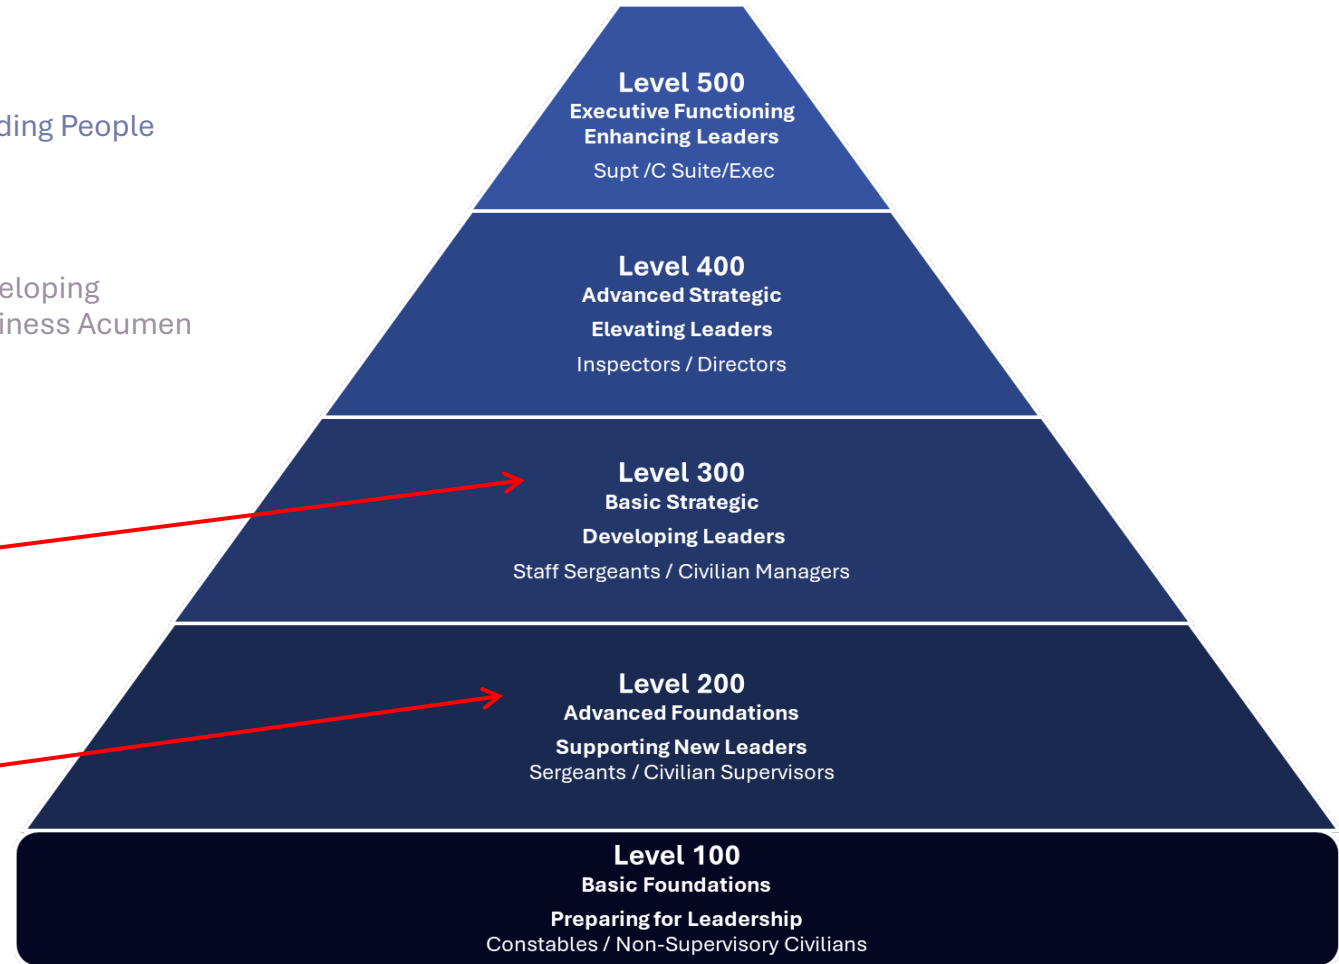 Level 500
Executive Functioning
Enhancing Leaders
Supt /C Suite/Exec
ding People
Level 400
Advanced Strategic
Elevating Leaders
Inspectors / Directors
eloping
iness Acumen
Level 300
Basic Strategic
Developing Leaders
Staff Sergeants / Civilian Managers
Level 200
Advanced Foundations
Supporting New Leaders
Sergeants / Civilian Supervisors
Level 100
Basic Foundations
Preparing for Leadership
Constables / Non-Supervisory Civilians